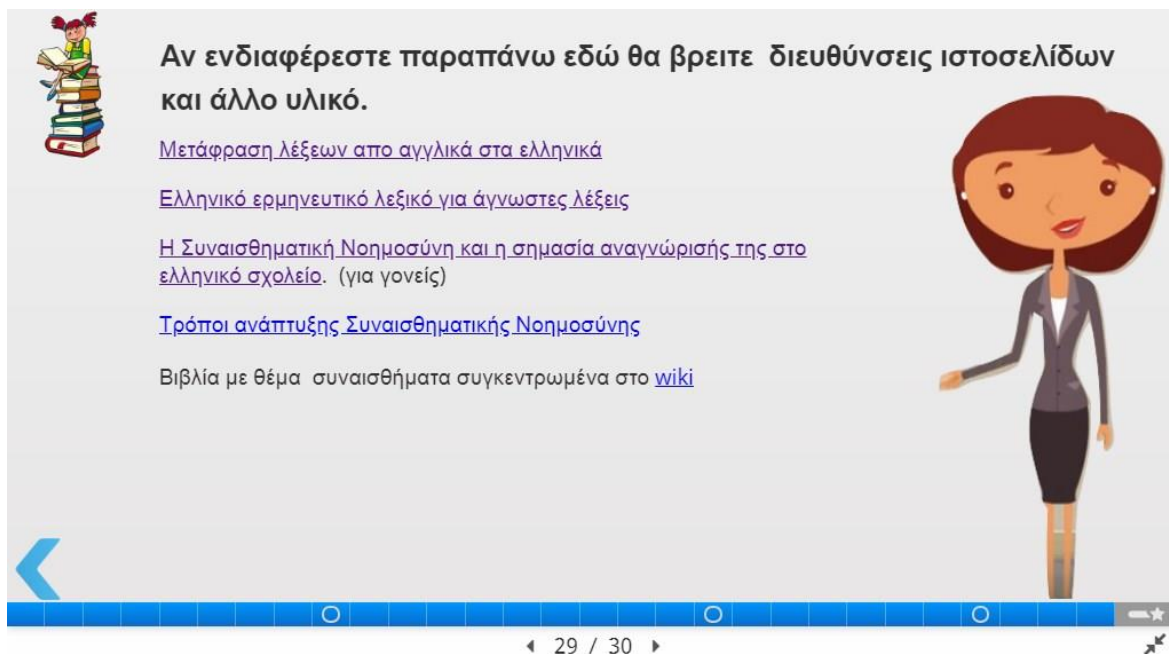 Αν ενδιαφέρεστε παραπάνω εδώ θα βρειτε διευθύνσεις ιστοσελίδων
και άλλο υλικό.
Μετάφραση λέξεων απο αγγλικά στα ελληνικά
Ελληνικό ερμηνευτικό λεξικό για άγνωστες λέξεις
Η Συναισθηματική Νοημοσύνη και η σημασία αναγνώρισής της στο
ελληνικό σχολείο. (για γονείς)
Τρόποι ανάπτυξης Συναισθηματικής Νοημοσύνης
Βιβλία με θέμα συναισθήματα συγκεντρωμένα στο wiki
29 / 30